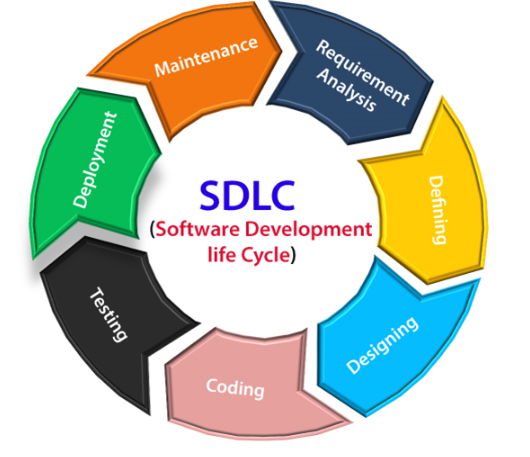 SDLC
(Software Development
life Cycle)
Requirement
Analysis
Defining
Designing
Coding
Testing
Deployment
Maintenance